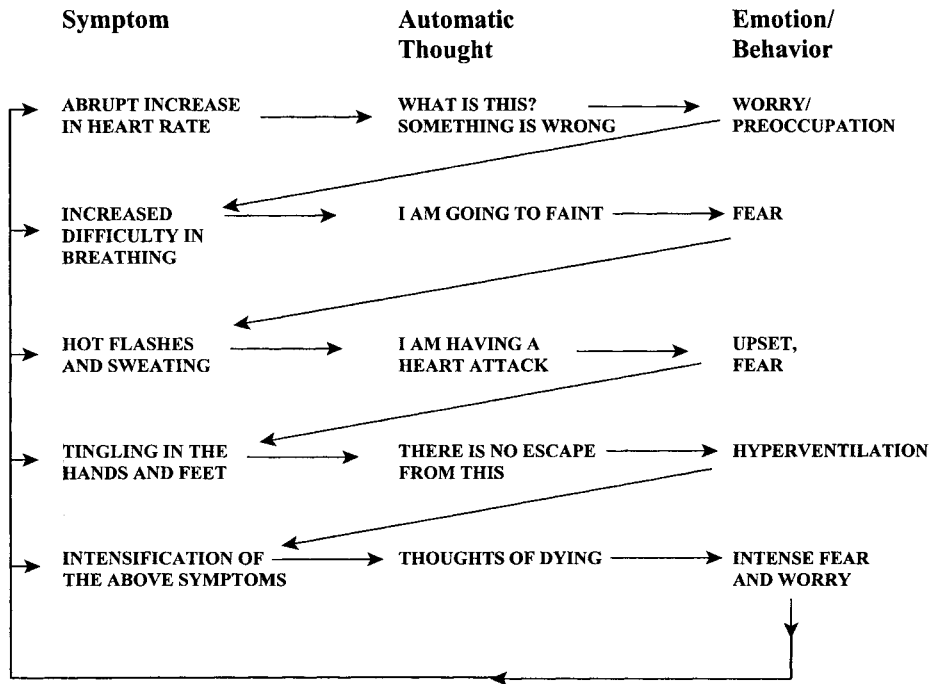 Symptom
Automatic
Thought
Emotion/
Behavior
ABRUPT INCREASE
IN HEART RATE
WHAT IS THIS?
SOMETHING IS WRONG
WORRY/
PREOCCUPATION
INCREASED
DIFFICULTY IN
BREATHING
I AM GOING TO FAINT
FEAR
HOT FLASHES
AND SWEATING
I AM HAVING A
HEART ATTACK
UPSET,
FEAR
TINGLING IN THE
HANDS AND FEET
THERE IS NO ESCAPE
FROM THIS
HYPERVENTILATION
INTENSIFICATION OF
THE ABOVE SYMPTOMS
THOUGHTS OF DYING
INTENSE FEAR
AND WORRY